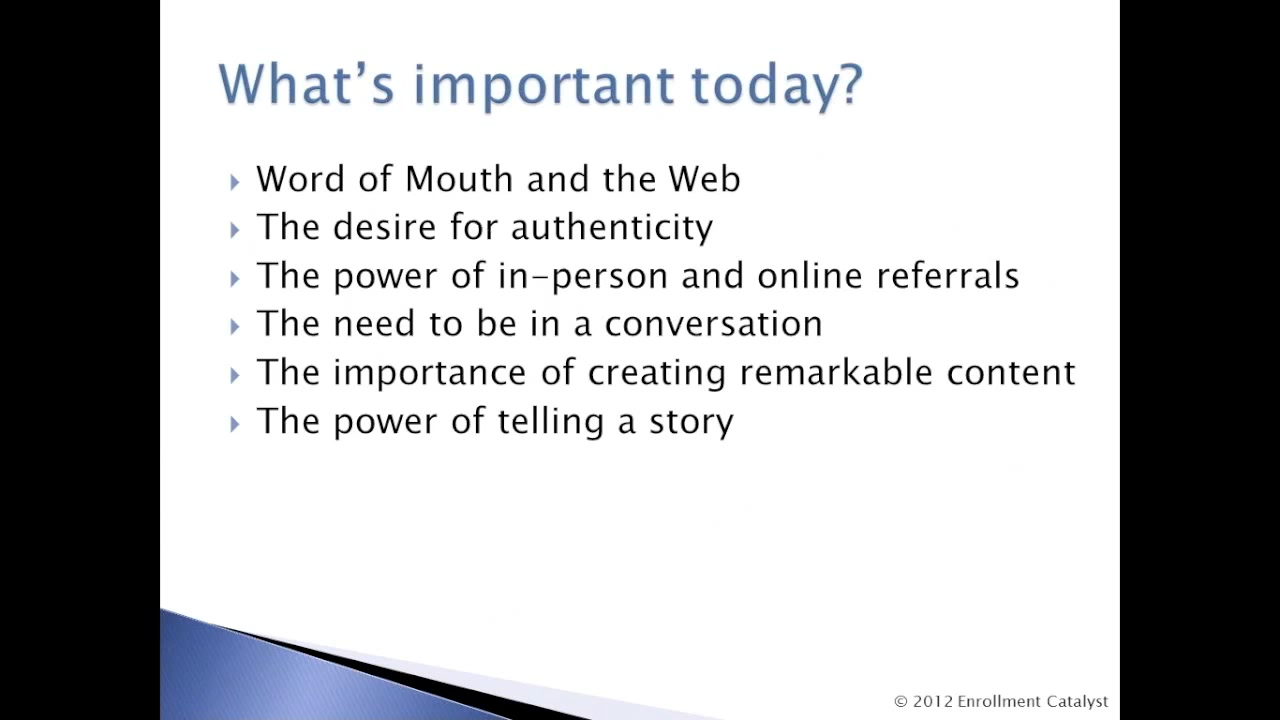 What’s important today?
Word of Mouth and the Web
The desire for authenticity
The power of in-person and online referrals
The need to be in a conversation
The importance of creating remarkable content
The power of telling a story
© 2012 Enrollment Catalyst